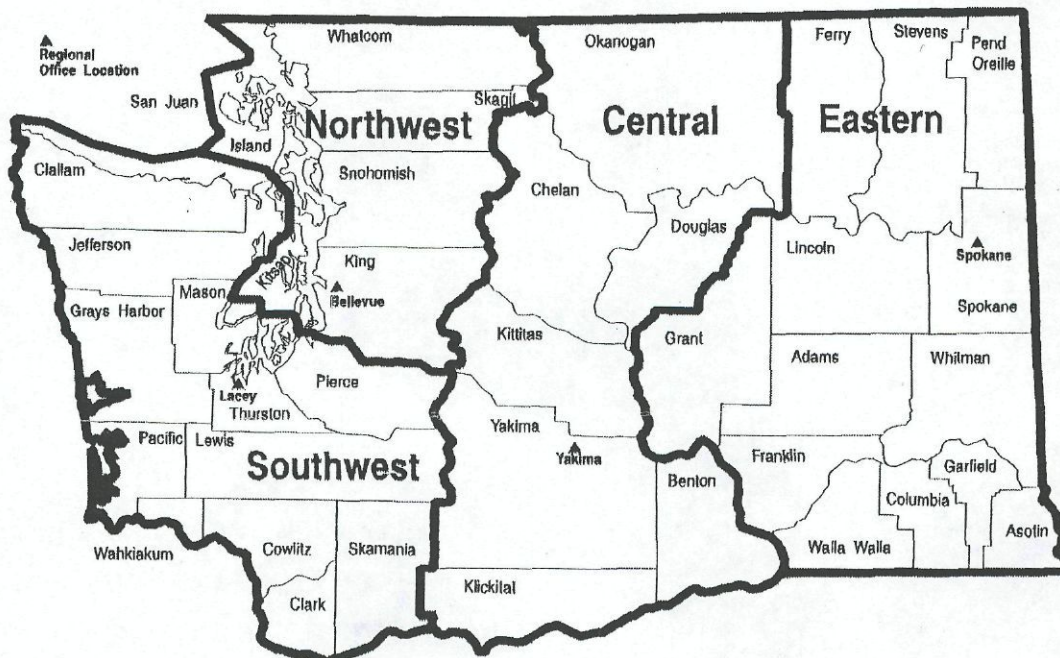 Whatcom
Okanogan
Ferry
Stevens
Pend
Oreille
Regional
Office Location
San Juan
Skagit
Northwest
Central
Eastern
Island
Clallam
Snohomish
Chelan
Douglas
Jefferson
King
Lincoln
Spokane
Kitsap
Mason
Bellevue
Grays Harbor
Spokane
Kittitas
Grant
Adams
Whitman
Pierce
Lacey
Thurston
Yakima
Pacific
Lewis
Yakima
Franklin
Southwest
Benton
Garfield
Columbia
Asotin
Wahkiakum
Cowlitz
Skamania
Walla Walla
Klickital
Clark